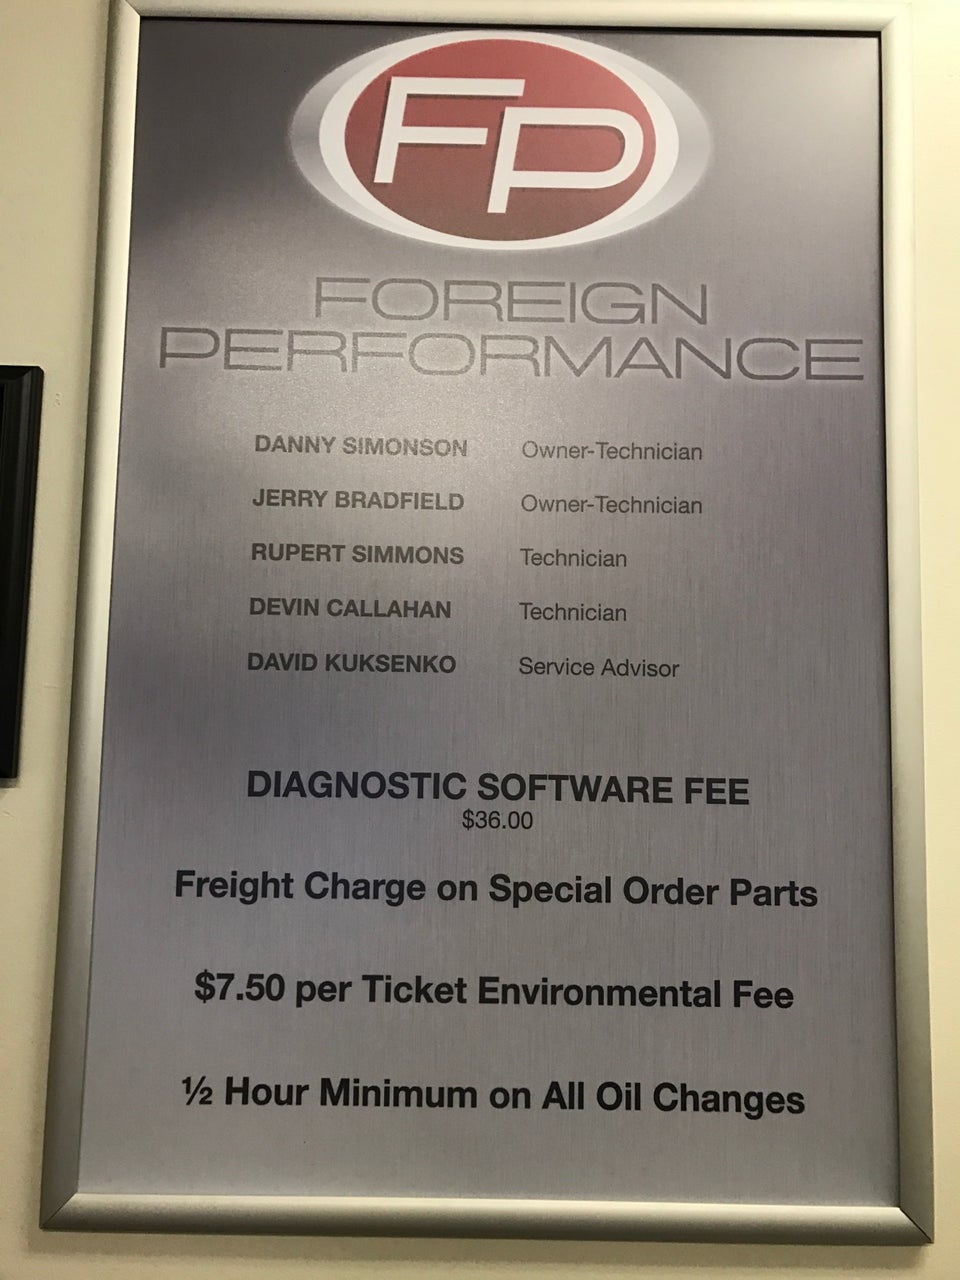 FP
FOREIGN
PERFORMANCE
DANNY SIMONSON Owner-Technician
JERRY BRADFIELD Owner-Technician
RUPERT SIMMONS Technician
DEVIN CALLAHAN Technician
DAVID KUKSENKO Service Advisor
DIAGNOSTIC SOFTWARE FEE
$36.00
Freight Charge on Special Order Parts
$7.50 per Ticket Environmental Fee
½ Hour Minimum on All Oil Changes